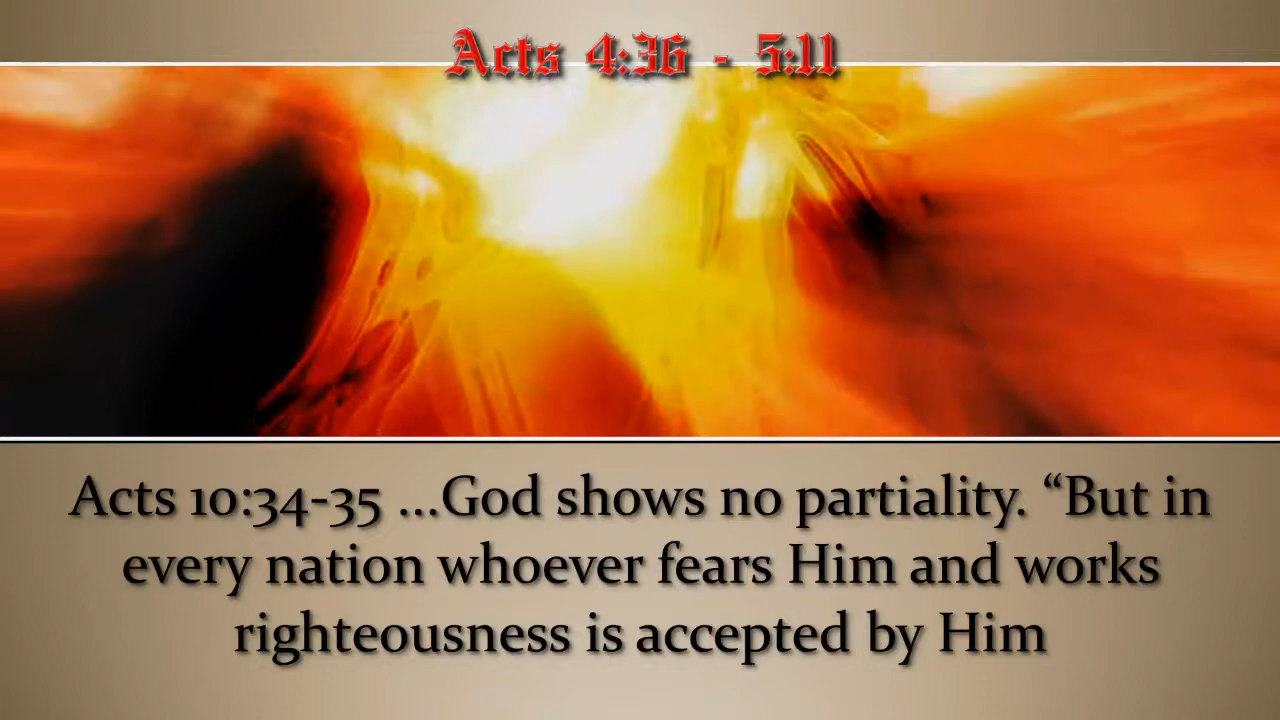 Acts 4:36 - 5:11
Acts 10:34-35 ...God shows no partiality. “But in
every nation whoever fears Him and works
righteousness is accepted by Him